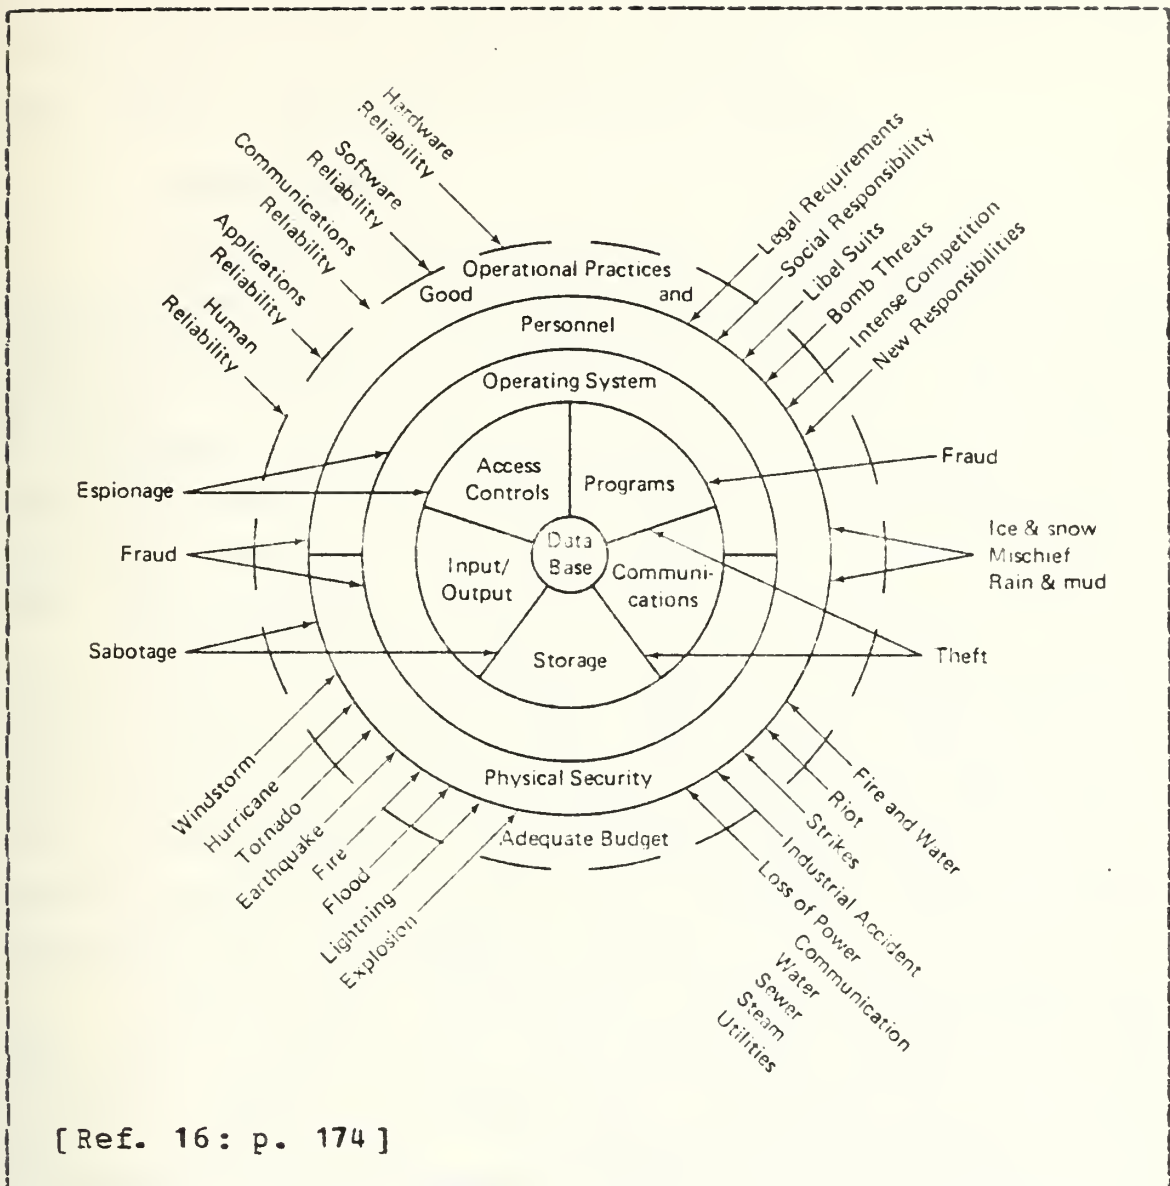 Hardware
Reliability
Software
Reliability
Communications
Reliability
Applications
Reliability
Human
Reliability
Legal Requirements
Social Responsibility
Libel Suits
Bomb Threats
Intense Competition
New Responsibilities
Operational Practices
Good and
Personnel
Operating System
Access
Controls
Programs
Data
Base
Input/
Output
Communi-
cations
Storage
Physical Security
Adequate Budget
Espionage
Fraud
Sabotage
Fraud
Ice & snow
Mischief
Rain & mud
Theft
Windstorm
Hurricane
Tornado
Earthquake
Fire
Flood
Lightning
Explosion
Fire and Water
Riot
Strikes
Industrial Accident
Loss of Power
Communication
Water
Sewer
Steam
Utilities
[Ref. 16: p. 174]